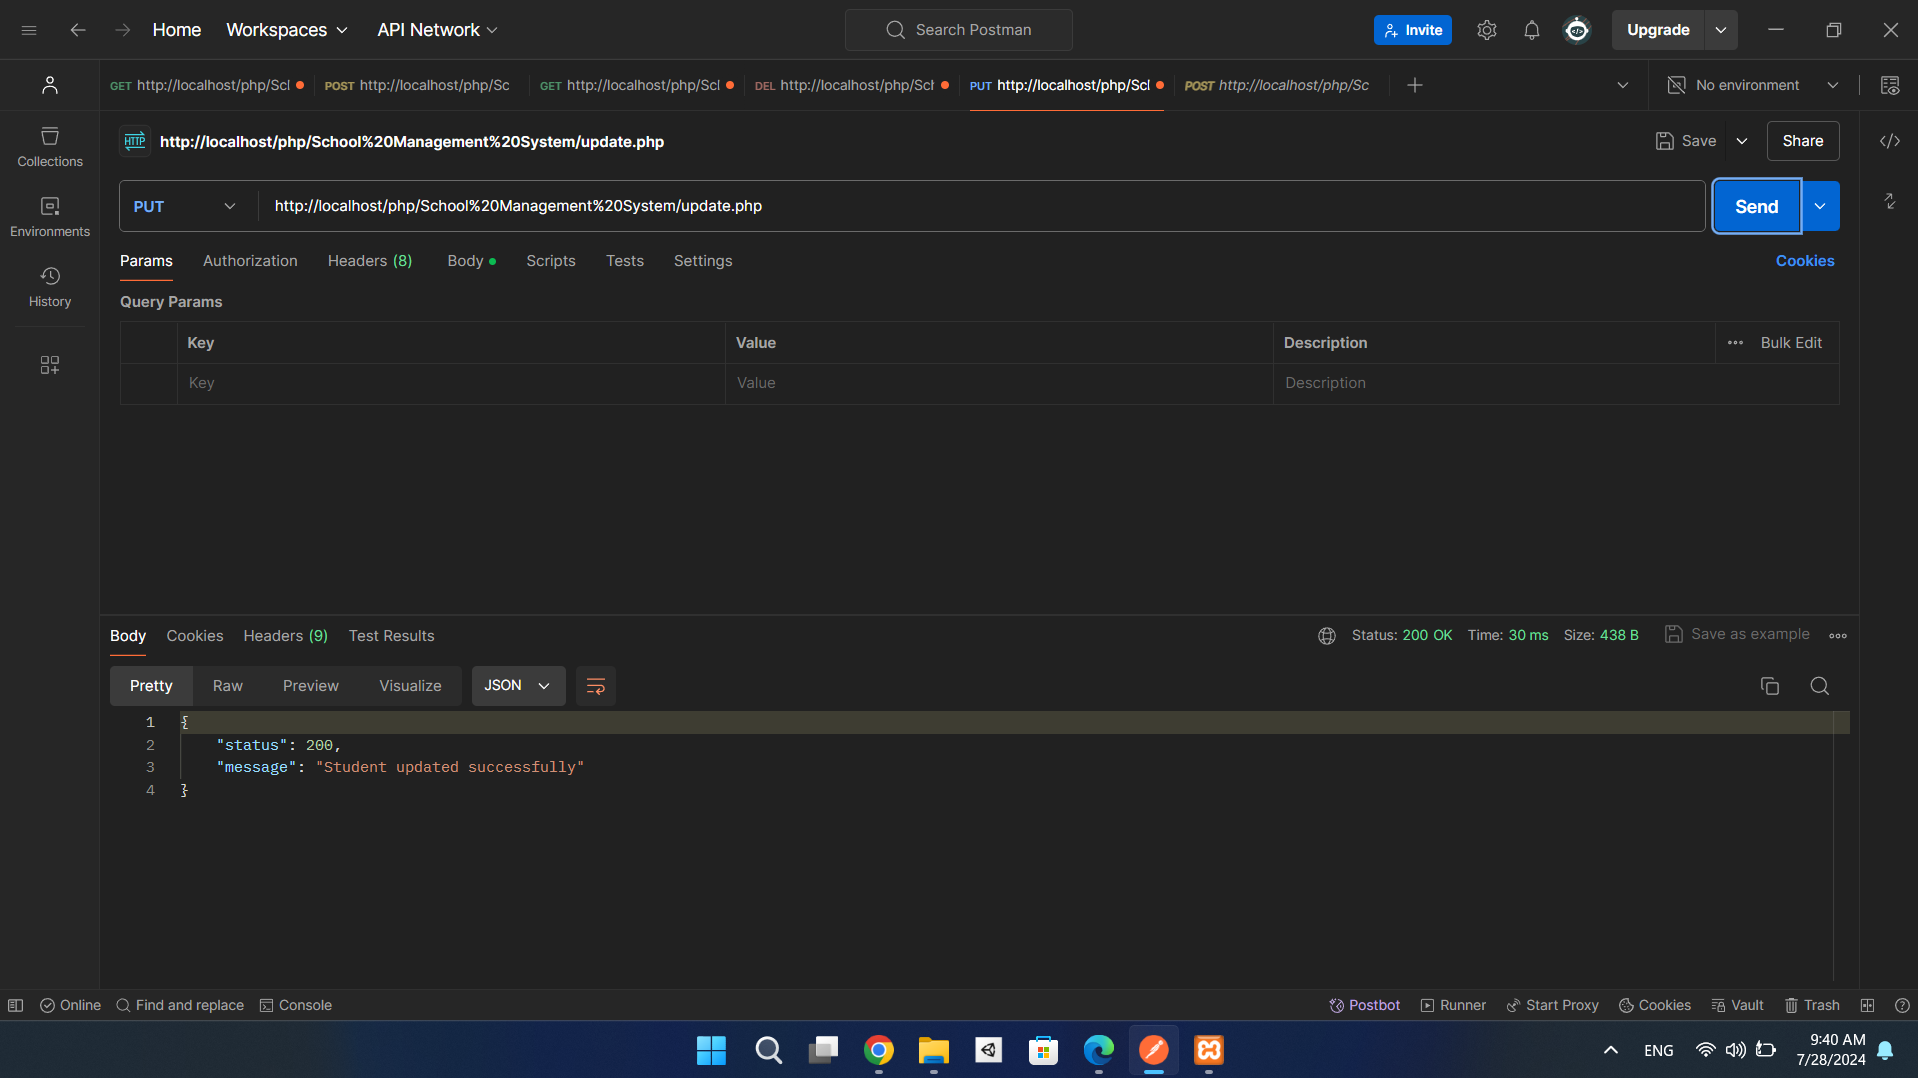 Home Workspaces API Network Search Postman Invite Upgrade
GET http://localhost/php/Scl POST http://localhost/php/Sc GET http://localhost/php/Scl DEL http://localhost/php/Sch PUT http://localhost/php/Scl POST http://localhost/php/Sc No environment
HTTP http://localhost/php/School%20Management%20System/update.php Save Share
Collections
PUT http://localhost/php/School%20Management%20System/update.php Send
Environments
Params Authorization Headers (8) Body Scripts Tests Settings Cookies
History
Query Params
Key Value Description Bulk Edit
Key Value Description
Body Cookies Headers (9) Test Results Status: 200 OK Time: 30 ms Size: 438 B Save as example
Pretty Raw Preview Visualize JSON
1 {
2 "status": 200,
3 "message": "Student updated successfully"
4 }
Online Find and replace Console Postbot Runner Start Proxy Cookies Vault Trash
ENG 9:40 AM
7/28/2024